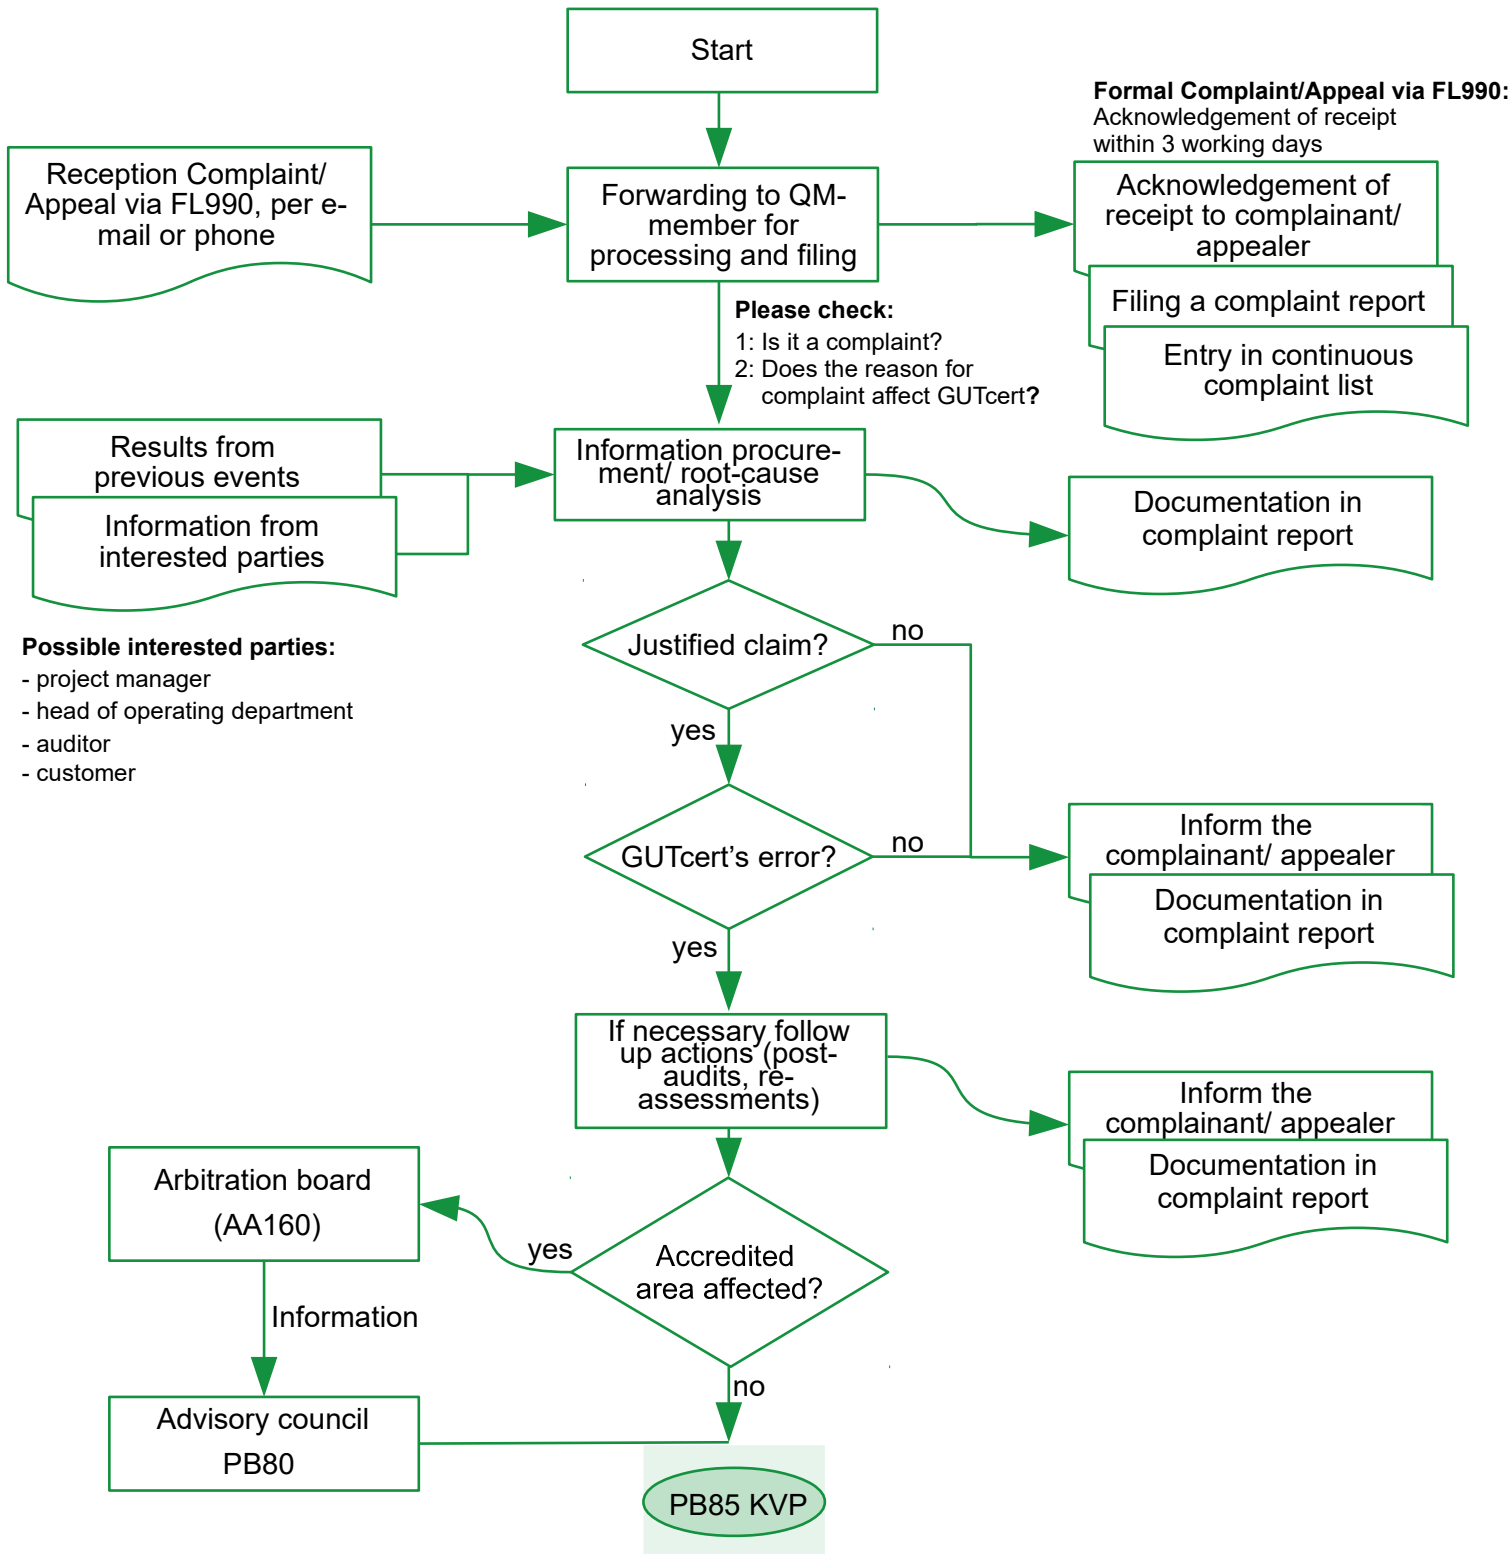 Start
Formal Complaint/Appeal via FL990:
Acknowledgement of receipt
within 3 working days
Reception Complaint/
Appeal via FL990, per e-
mail or phone
Forwarding to QM-
member for
processing and filing
Acknowledgement of
receipt to complainant/
appealer
Filing a complaint report
Entry in continuous
complaint list
Please check:
1: Is it a complaint?
2: Does the reason for
complaint affect GUTcert?
Results from
previous events
Information from
interested parties
Information procure-
ment/ root-cause
analysis
Documentation in
complaint report
Possible interested parties:
- project manager
- head of operating department
- auditor
- customer
Justified claim?
no
yes
GUTcert’s error?
no
yes
Inform the
complainant/ appealer
Documentation in
complaint report
If necessary follow
up actions (post-
audits, re-
assessments)
Inform the
complainant/ appealer
Documentation in
complaint report
Arbitration board
(AA160)
yes
Accredited
area affected?
Information
no
Advisory council
PB80
PB85 KVP